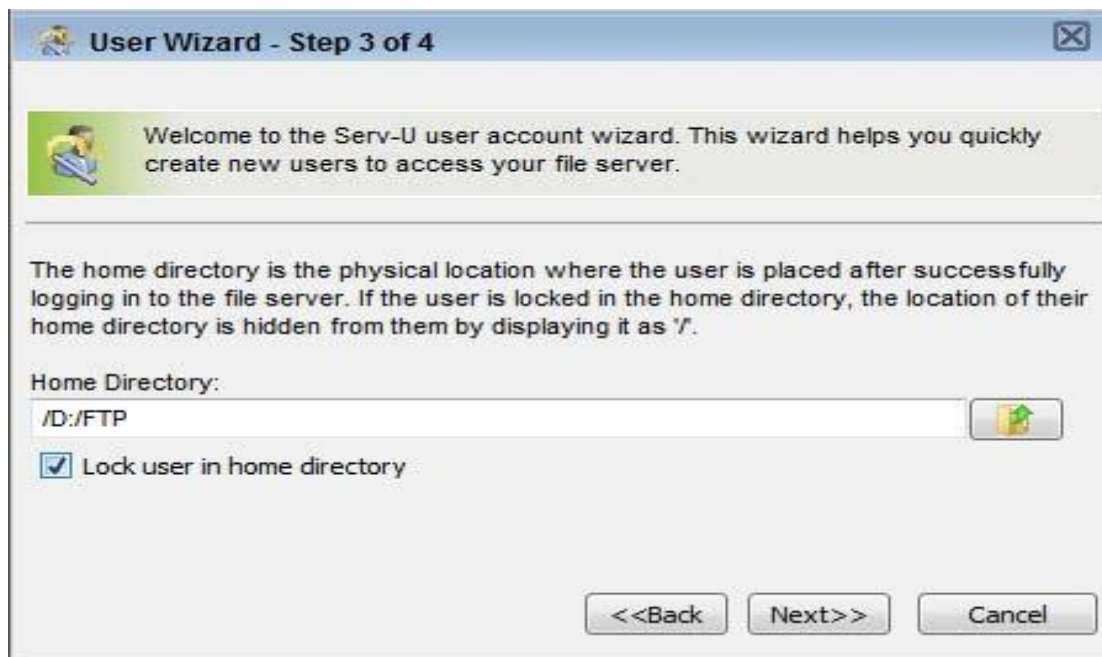 User Wizard - Step 3 of 4
Welcome to the Serv-U user account wizard. This wizard helps you quickly
create new users to access your file server.
The home directory is the physical location where the user is placed after successfully
logging in to the file server. If the user is locked in the home directory, the location of their
home directory is hidden from them by displaying it as '/'.
Home Directory:
/D:/FTP
Lock user in home directory
<<Back Next>> Cancel